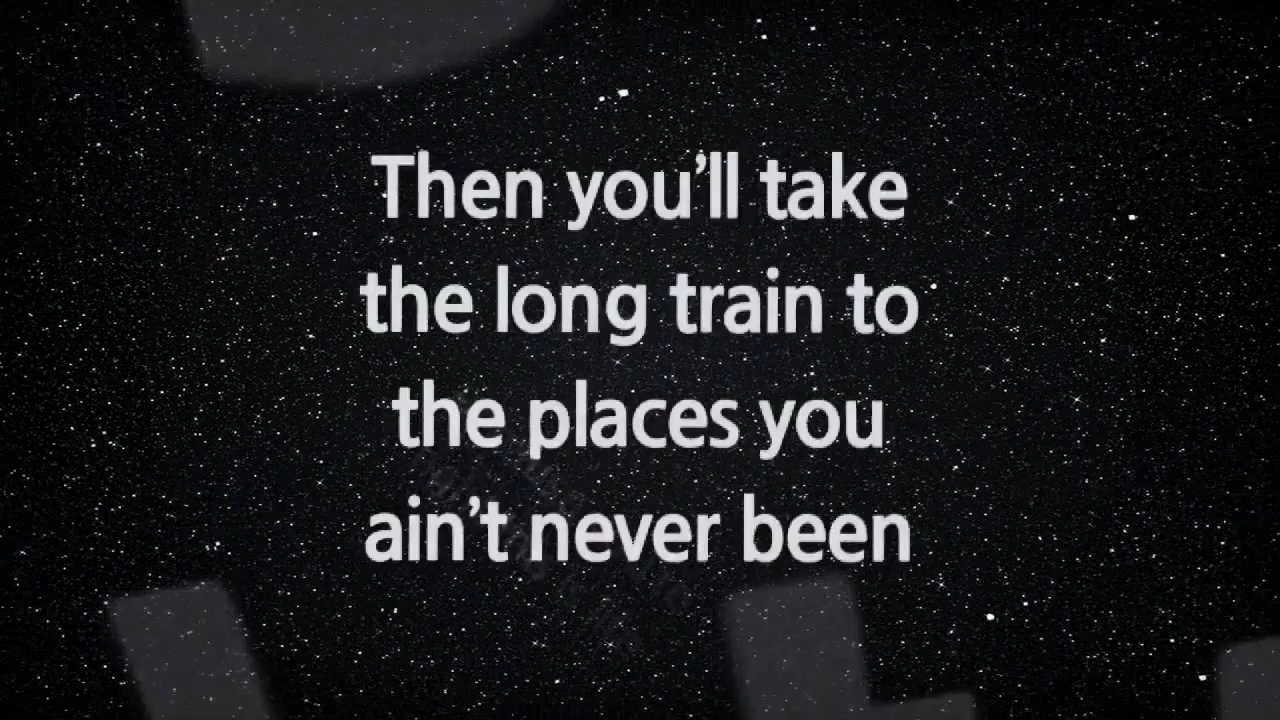 Then you’ll take
the long train to
the places you
ain’t never been